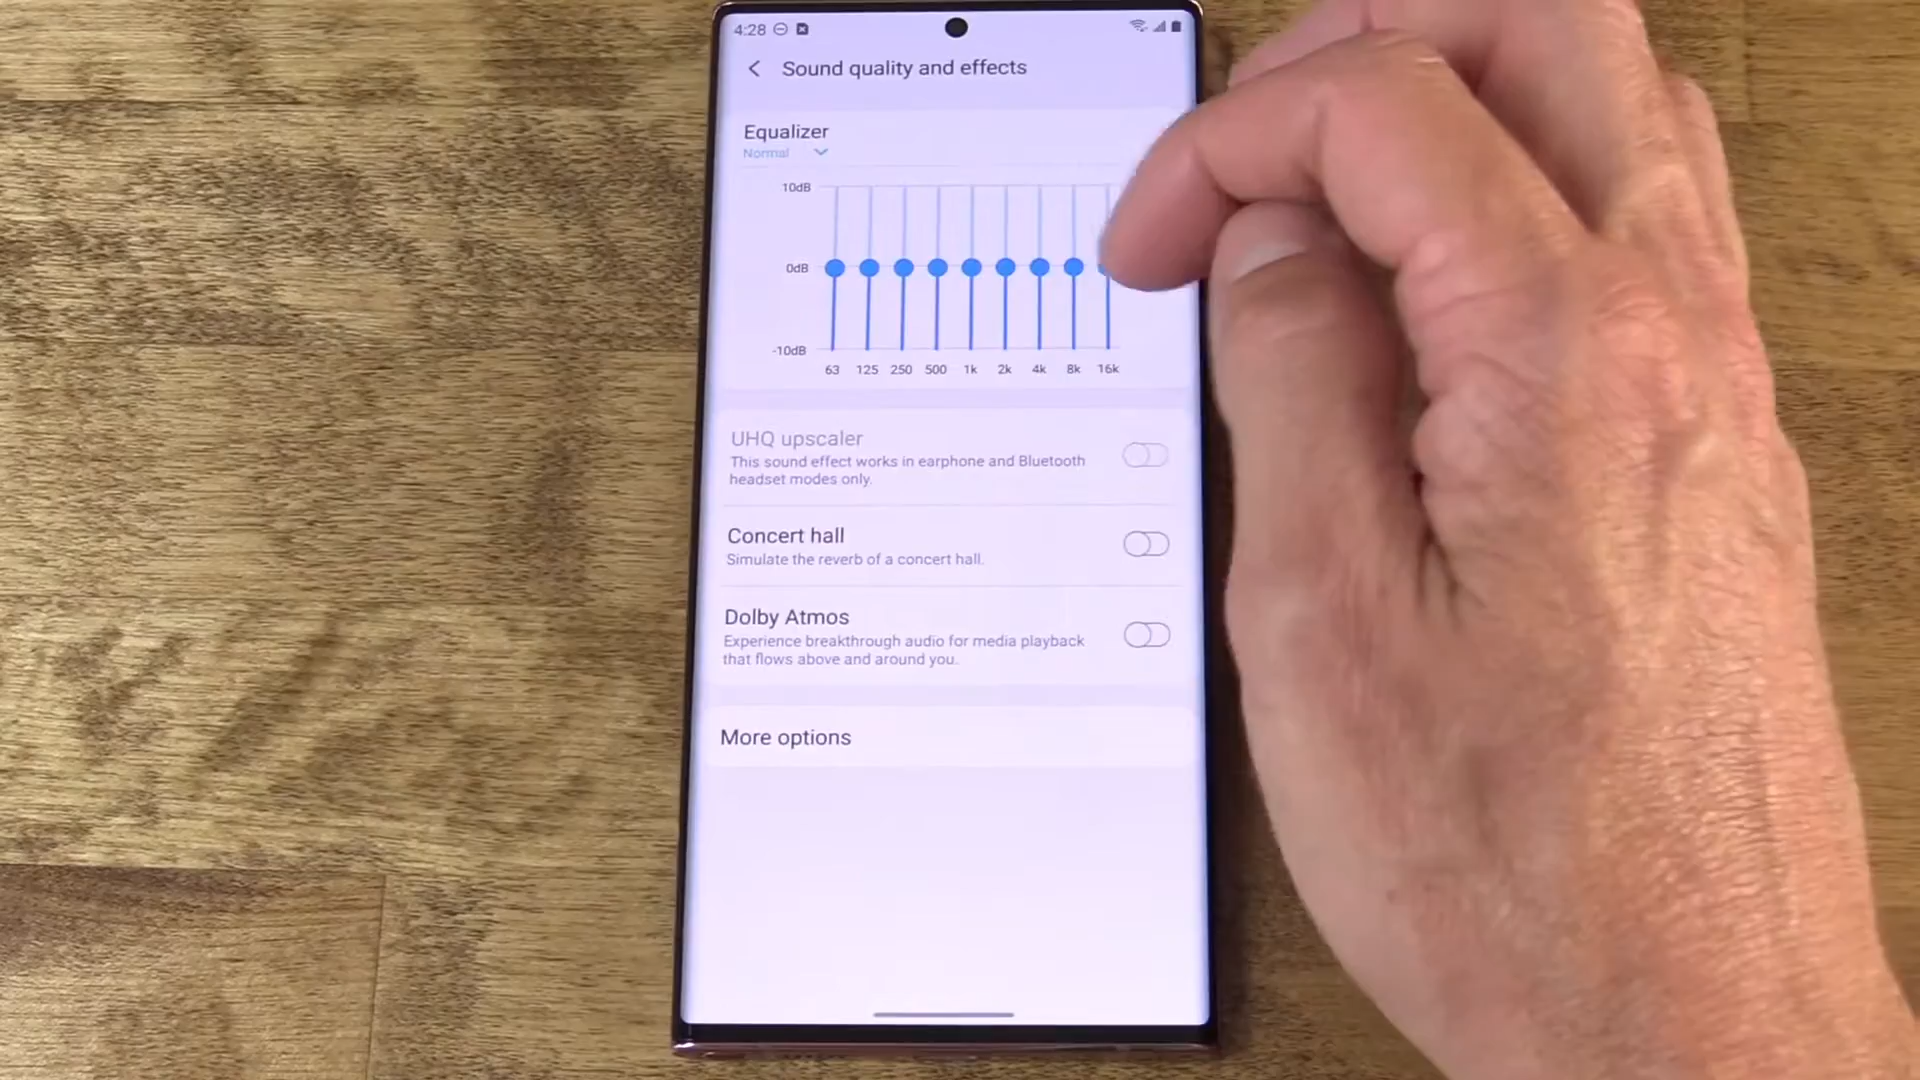 4:28
Sound quality and effects
Equalizer
Normal
10dB
0dB
-10dB
63 125 250 500 1k 2k 4k 8k 16k
UHQ upscaler
This sound effect works in earphone and Bluetooth
headset modes only.
Concert hall
Simulate the reverb of a concert hall.
Dolby Atmos
Experience breakthrough audio for media playback
that flows above and around you.
More options